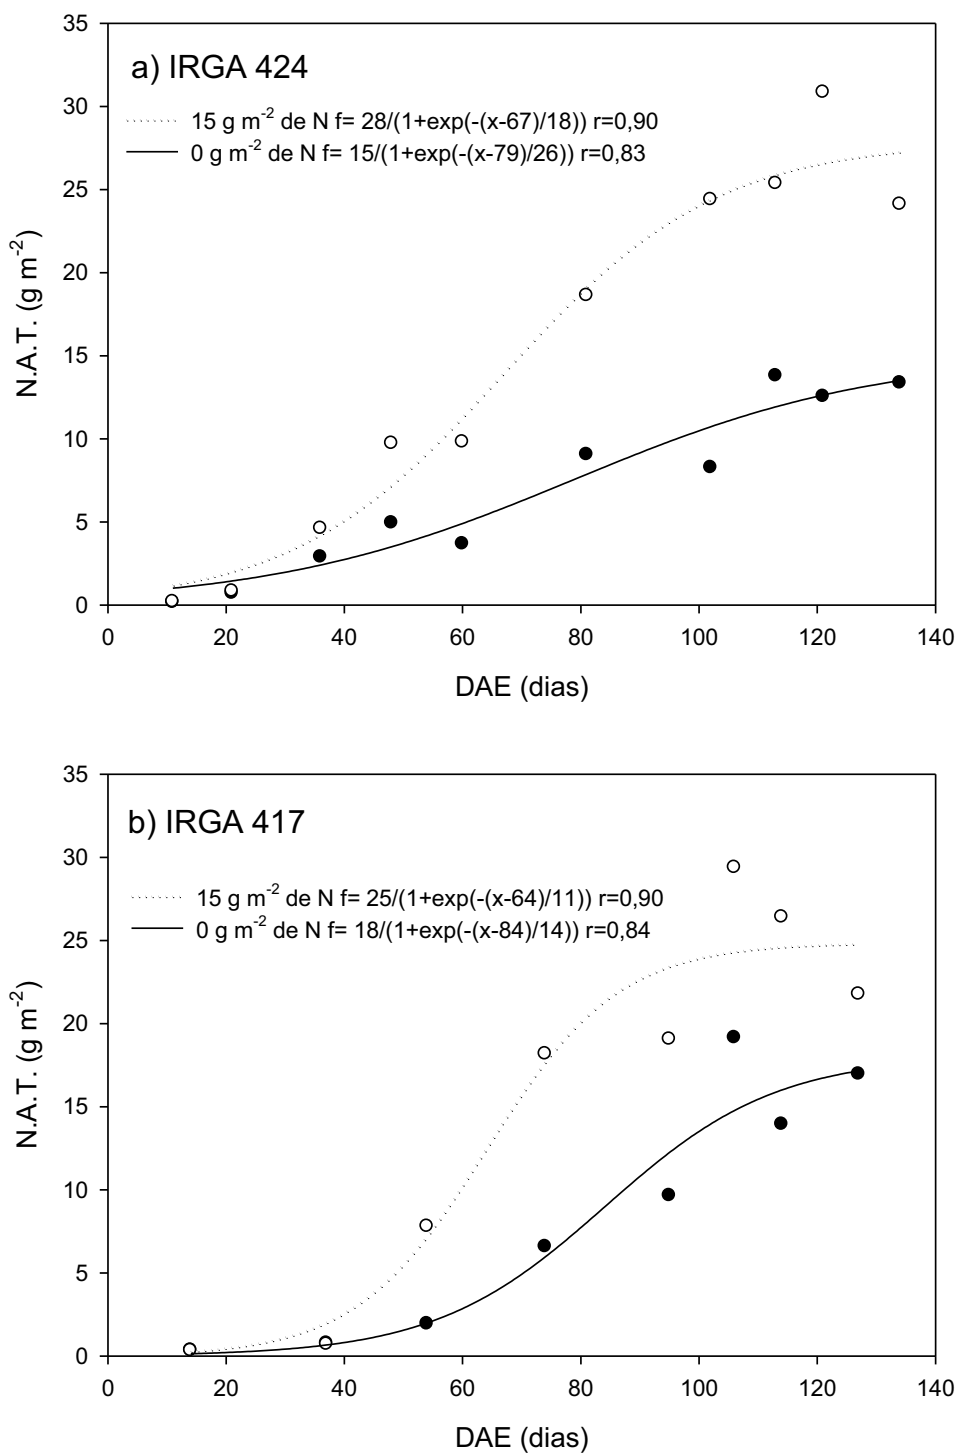 a) IRGA 424
15 g m-2 de N f= 28/(1+exp(-(x-67)/18)) r=0,90
0 g m-2 de N f= 15/(1+exp(-(x-79)/26)) r=0,83
N.A.T. (g m-2)
35
30
25
20
15
10
5
0
0 20 40 60 80 100 120 140
DAE (dias)
b) IRGA 417
15 g m-2 de N f= 25/(1+exp(-(x-64)/11)) r=0,90
0 g m-2 de N f= 18/(1+exp(-(x-84)/14)) r=0,84
N.A.T. (g m-2)
35
30
25
20
15
10
5
0
0 20 40 60 80 100 120 140
DAE (dias)